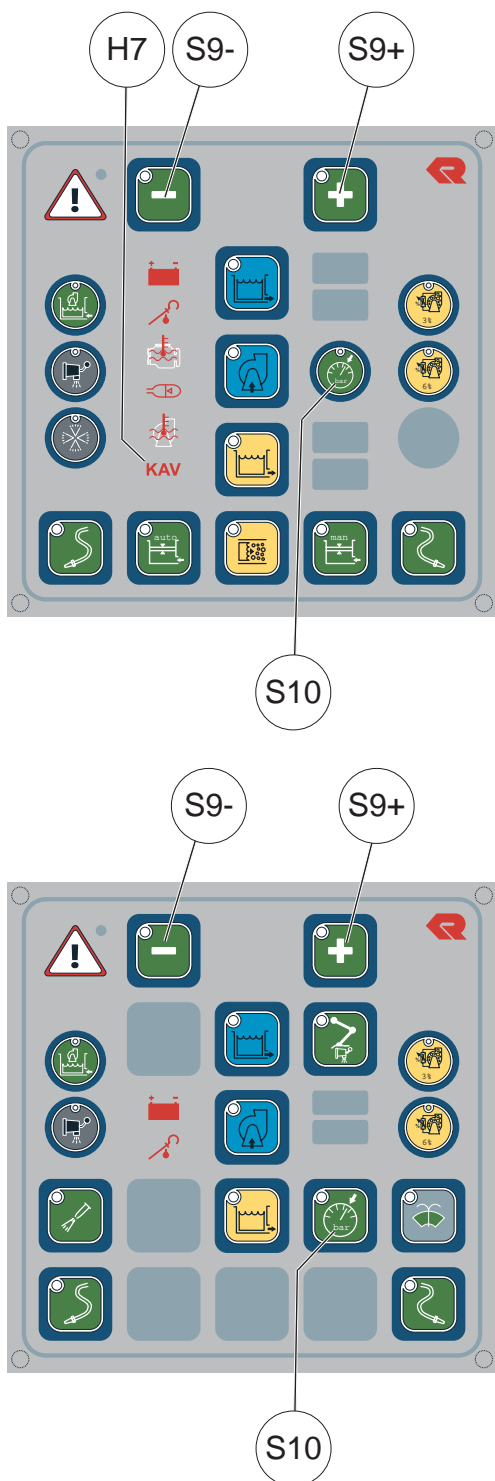 H7 S9- S9+
- +
+ -
3%
bar
6%
KAV
auto man
S10
S9- S9+
- +
3%
+ -
6%
bar
S10